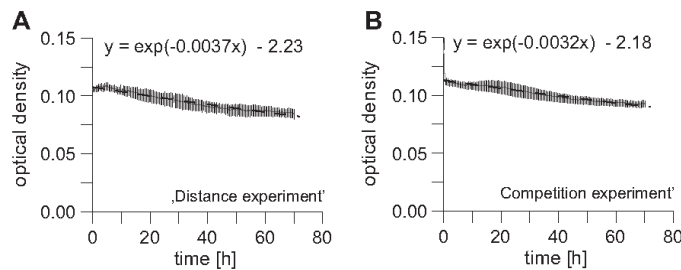 A
y = exp(-0.0037x) - 2.23
0.15
0.10
0.05
0.00
optical density
‚Distance experiment’
0 20 40 60 80
time [h]
B
y = exp(-0.0032x) - 2.18
0.15
0.10
0.05
0.00
optical density
Competition experiment’
0 20 40 60 80
time [h]